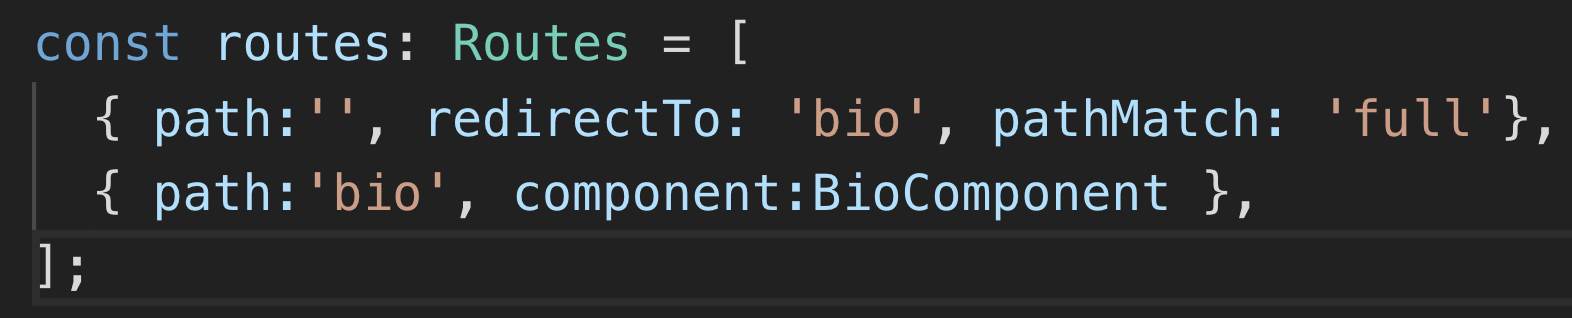 const routes: Routes = [
  { path:'', redirectTo: 'bio', pathMatch: 'full'},
  { path:'bio', component:BioComponent },
];